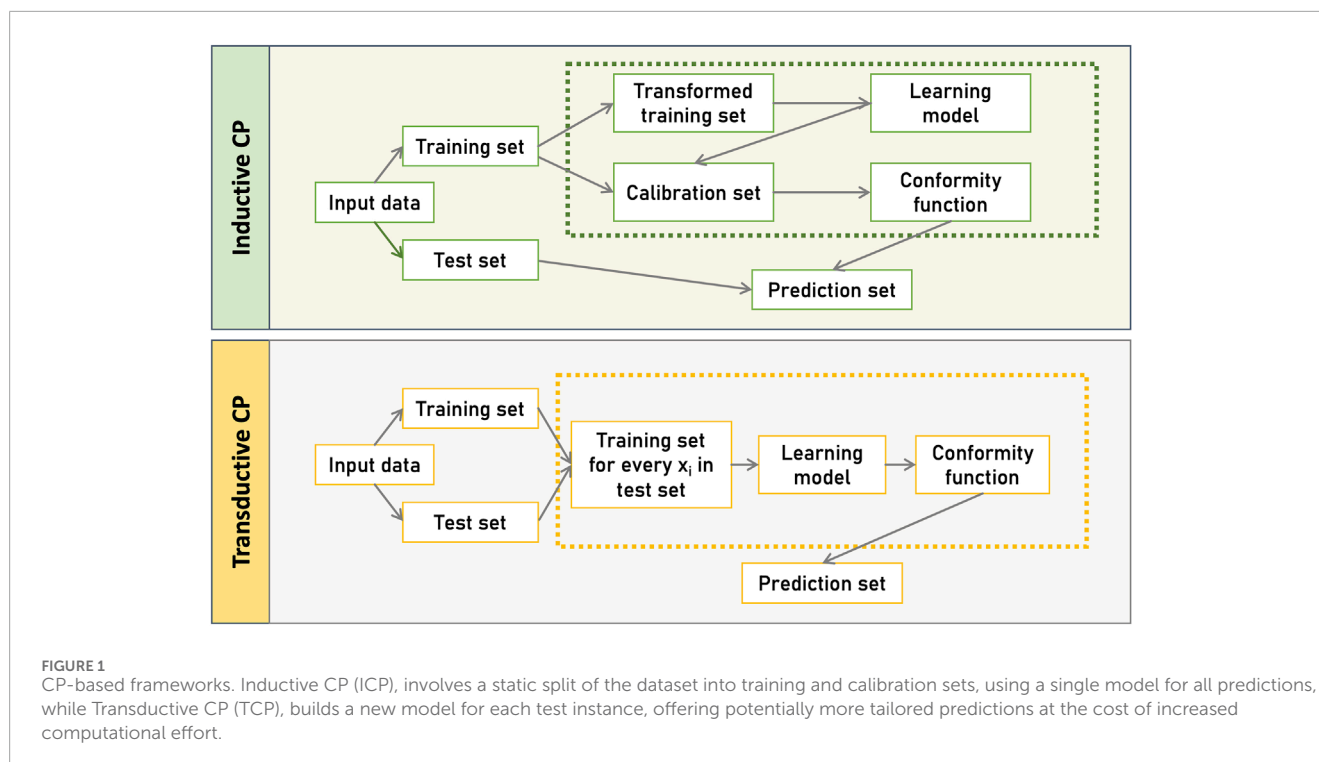 Inductive CP
Transformed
training set
Learning
model
Training set
Calibration set
Conformity
function
Input data
Test set
Prediction set
Transductive CP
Training set
Training set
for every xi in
test set
Learning
model
Conformity
function
Input data
Test set
Prediction set
FIGURE 1
CP-based frameworks. Inductive CP (ICP), involves a static split of the dataset into training and calibration sets, using a single model for all predictions,
while Transductive CP (TCP), builds a new model for each test instance, offering potentially more tailored predictions at the cost of increased
computational effort.